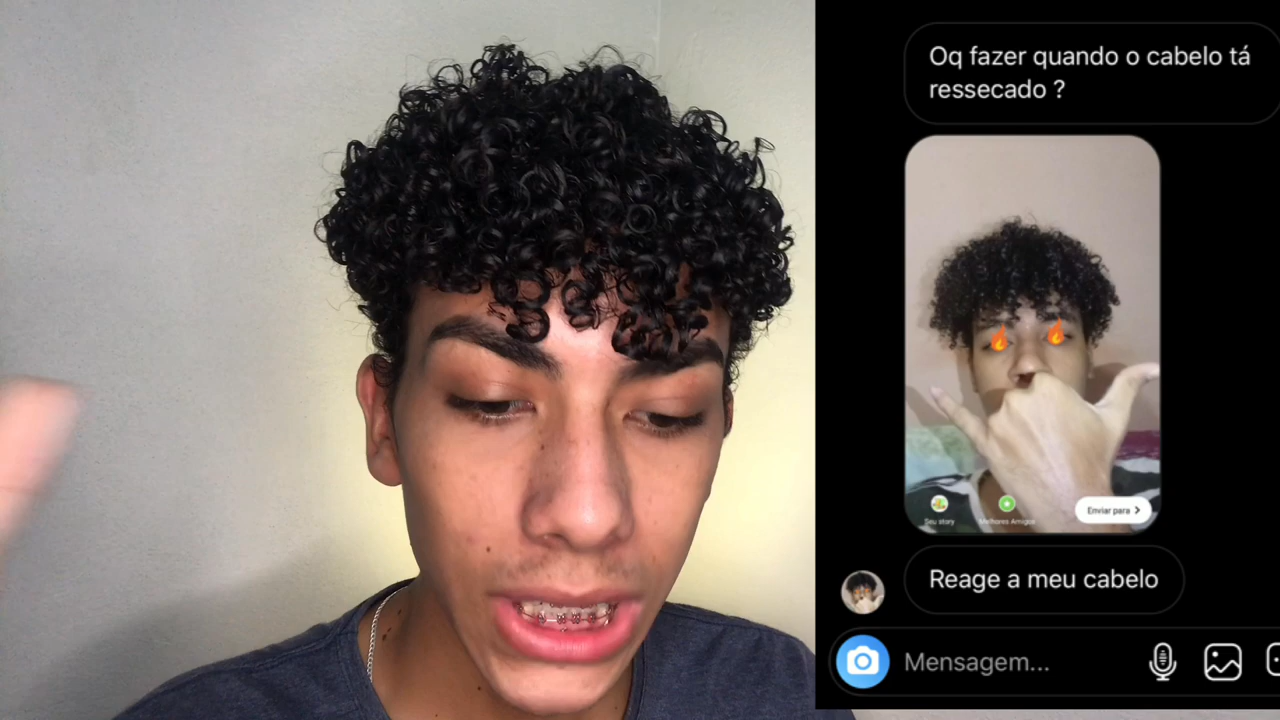 Oq fazer quando o cabelo tá
ressecado ?
Seu story
Melhores Amigos
Enviar para
Reage a meu cabelo
Mensagem...